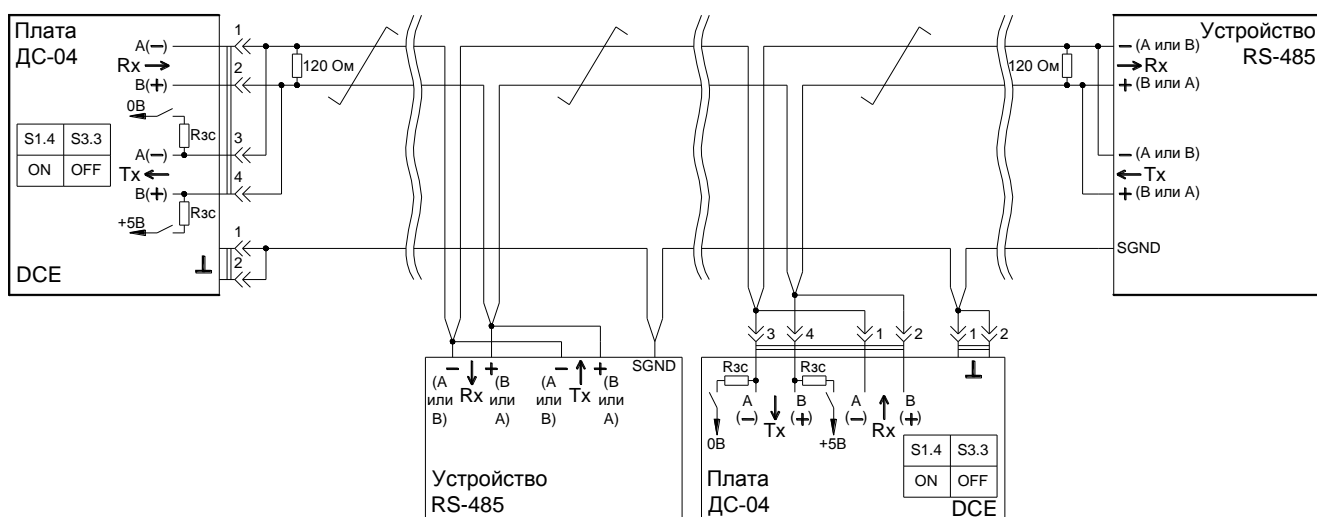 Плата
ДС-04
A(−)
Rx
B(+)
0В
Rзс
S1.4 S3.3
ON OFF
A(−)
Tx
B(+)
Rзс
+5В
DCE
1
2
3
4
1
2
120 Ом
120 Ом
Устройство
RS-485
− (A или B)
Rx
+ (B или A)
− (A или B)
Tx
+ (B или A)
SGND
− + − + SGND
(A или B) Rx (B или A) (A или B) Tx (B или A)
Устройство
RS-485
3 4 1 2 1 2
Rзс Rзс
A (−) Tx B (+) A (−) Rx B (+)
0В +5В
S1.4 S3.3
ON OFF
Плата
ДС-04
DCE